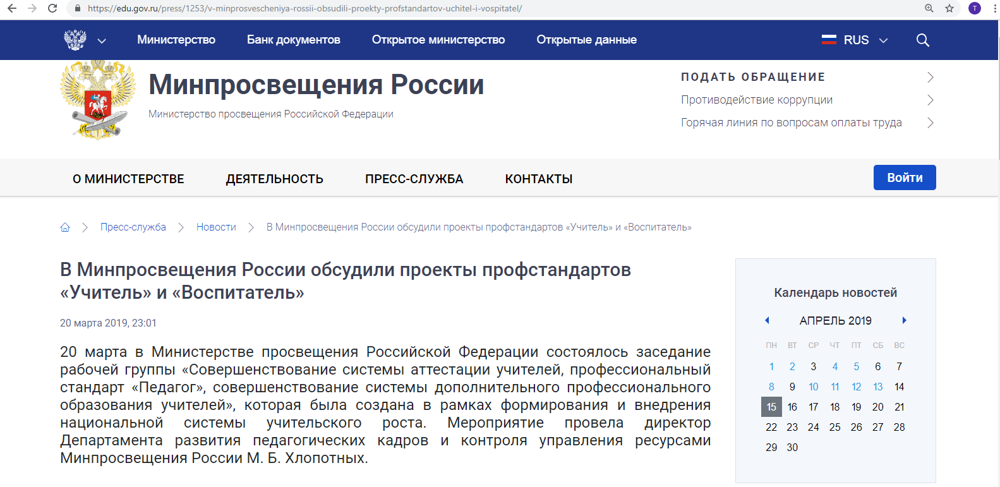 https://edu.gov.ru/press/1253/v-minprosvescheniya-rossii-obsudili-proekty-profstandartov-uchitel-i-vospitatel/
T
Министерство
Банк документов
Открытое министерство
Открытые данные
RUS
Минпросвещения России
Министерство просвещения Российской Федерации
ПОДАТЬ ОБРАЩЕНИЕ
Противодействие коррупции
Горячая линия по вопросам оплаты труда
О МИНИСТЕРСТВЕ
ДЕЯТЕЛЬНОСТЬ
ПРЕСС-СЛУЖБА
КОНТАКТЫ
Войти
Пресс-служба
Новости
В Минпросвещения России обсудили проекты профстандартов «Учитель» и «Воспитатель»
В Минпросвещения России обсудили проекты профстандартов
«Учитель» и «Воспитатель»
20 марта 2019, 23:01
20 марта в Министерстве просвещения Российской Федерации состоялось заседание
рабочей группы «Совершенствование системы аттестации учителей, профессиональный
стандарт «Педагог», совершенствование системы дополнительного профессионального
образования учителей», которая была создана в рамках формирования и внедрения
национальной системы учительского роста. Мероприятие провела директор
Департамента развития педагогических кадров и контроля управления ресурсами
Минпросвещения России М. Б. Хлопотных.
Календарь новостей
АПРЕЛЬ 2019
ПН ВТ СР ЧТ ПТ СБ ВС
1 2 3 4 5 6 7
8 9 10 11 12 13 14
15 16 17 18 19 20 21
22 23 24 25 26 27 28
29 30